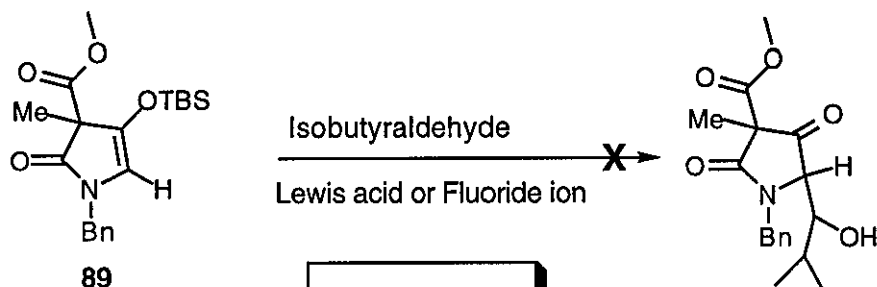 O
O
Me
OTBS
O
N
H
Bn
89
Isobutyraldehyde
X
Lewis acid or Fluoride ion
O
O
Me
O
O
N
H
Bn
OH